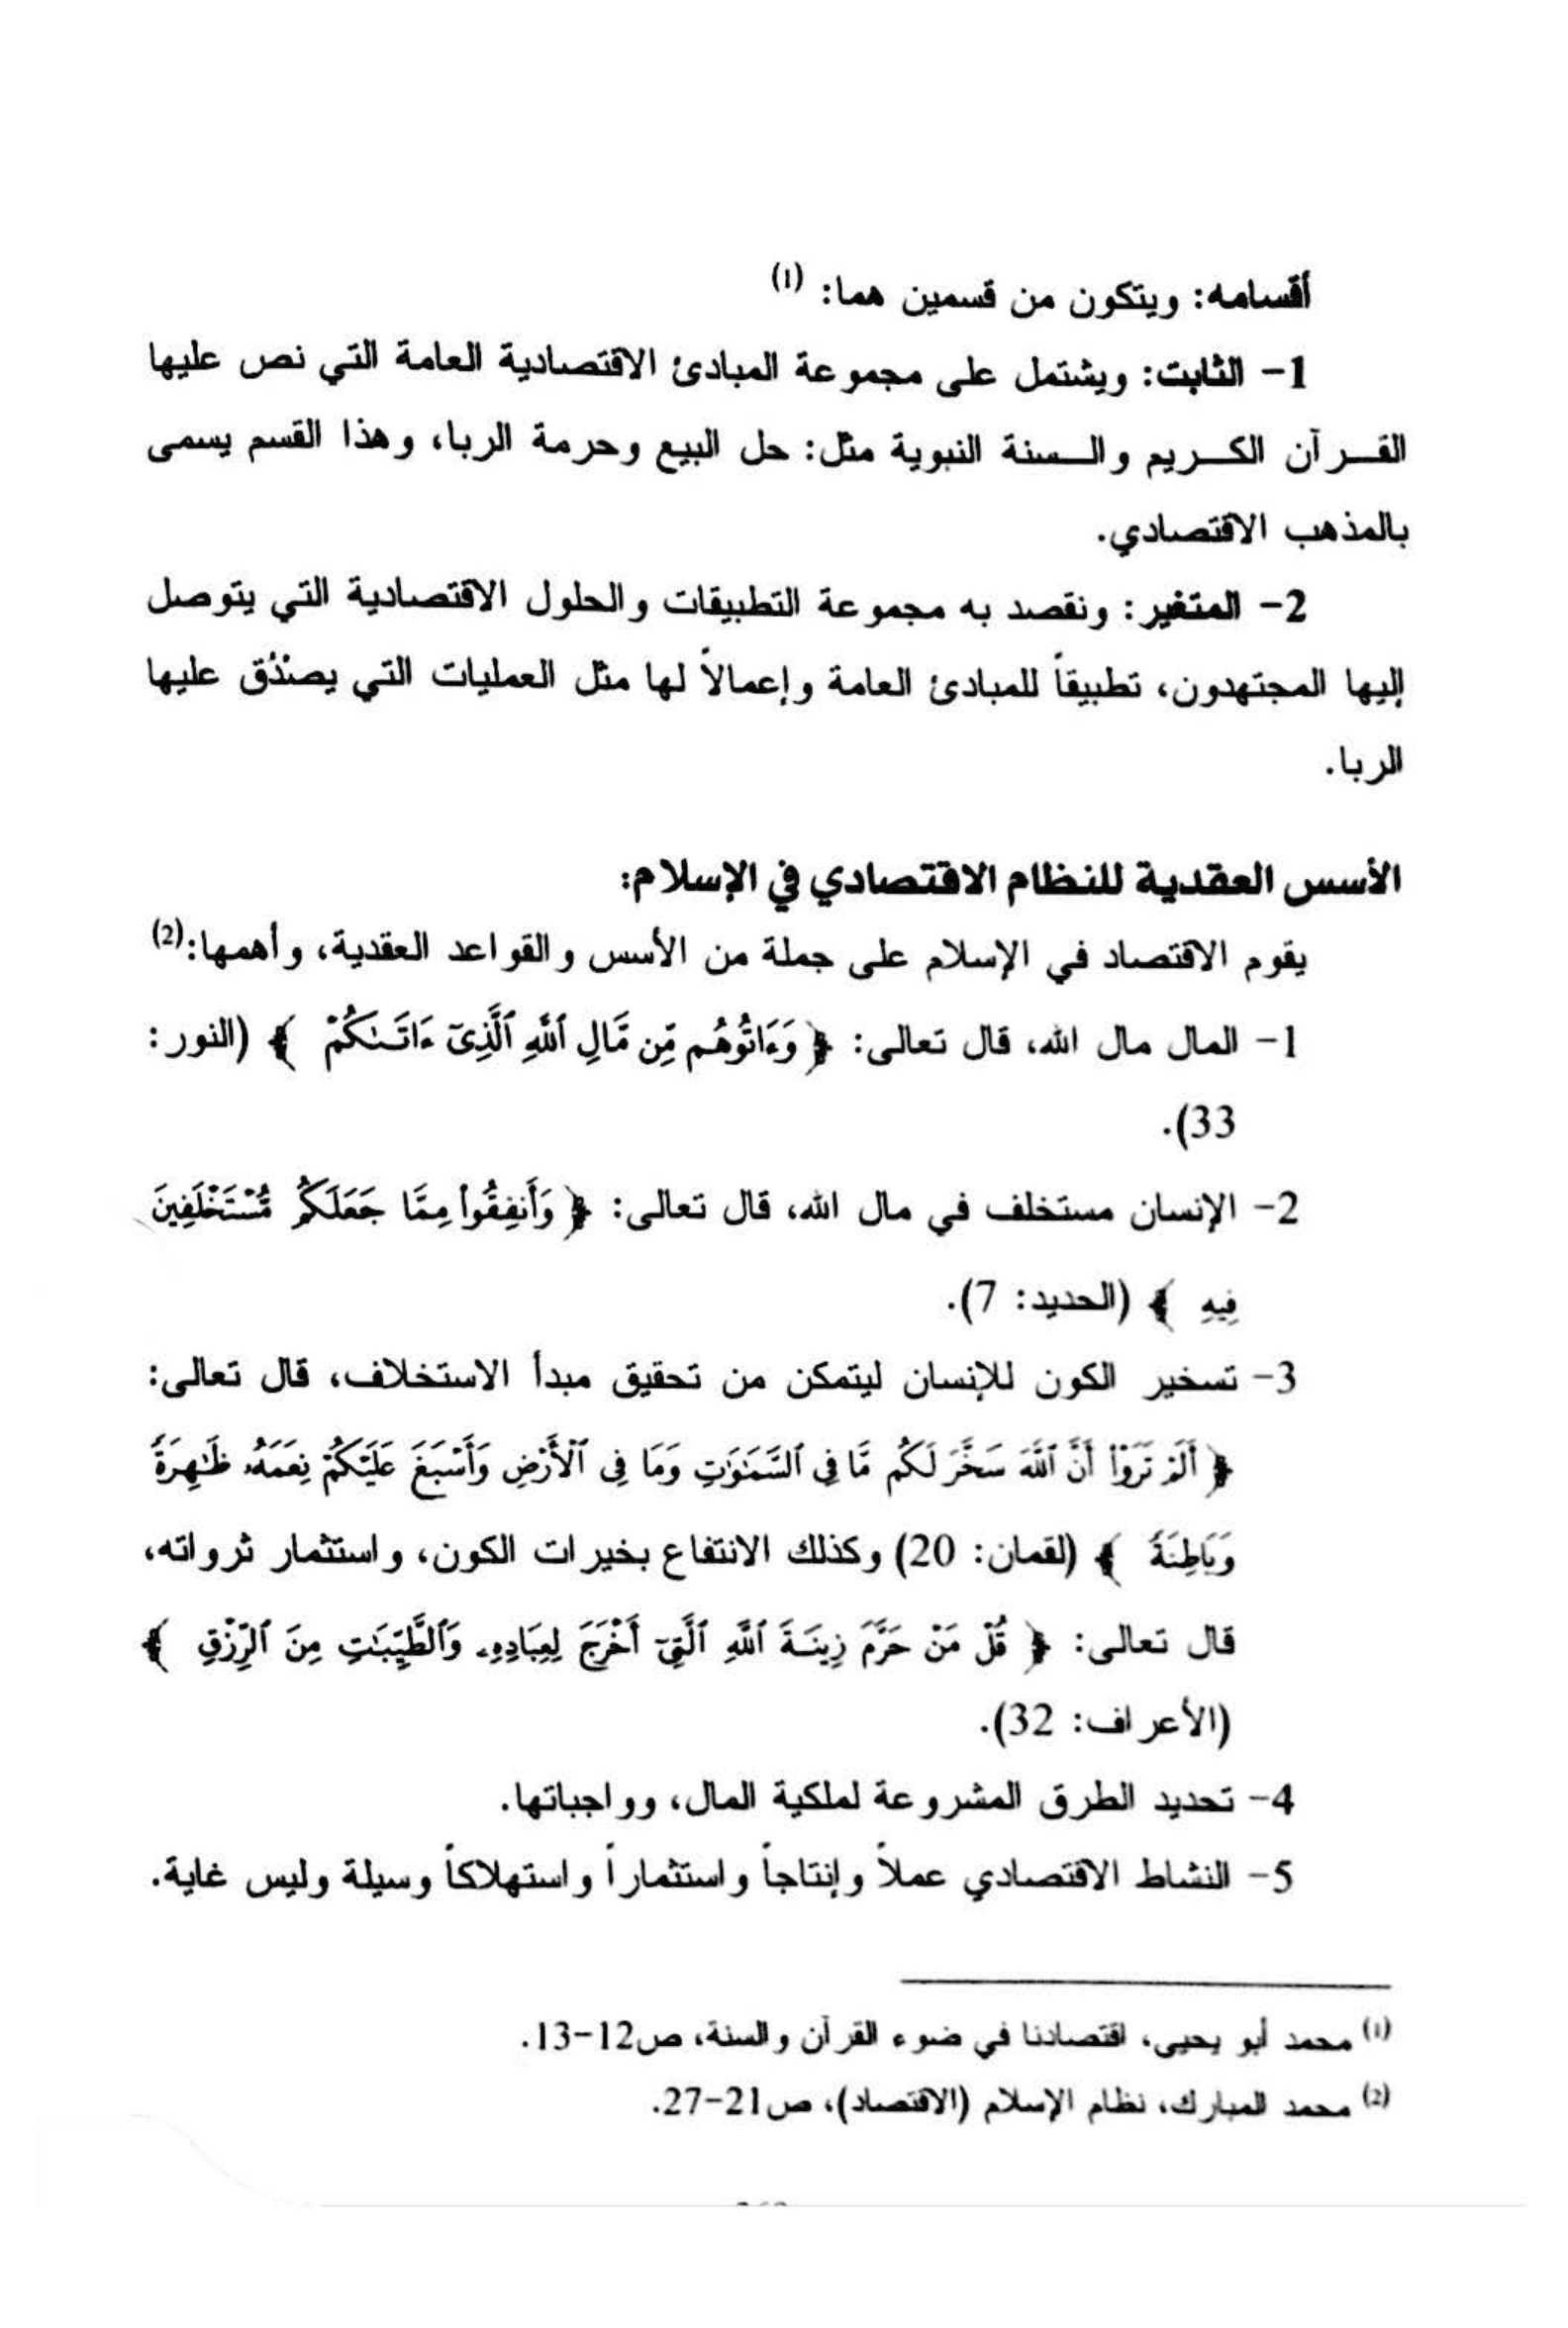 أقسامه: ويتكون من قسمين هما: (1)
1- الثابت: ويشتمل على مجموعة المبادئ الاقتصادية العامة التي نص عليها
القرآن الكريم والسنة النبوية مثل: حل البيع وحرمة الربا، وهذا القسم يسمى
بالمذهب الاقتصادي.
2- المتغير: ونقصد به مجموعة التطبيقات والحلول الاقتصادية التي يتوصل
إليها المجتهدون، تطبيقاً للمبادئ العامة وإعمالاً لها مثل العمليات التي يصنْدُق عليها
الربا.
الأسس العقدية للنظام الاقتصادي في الإسلام:
يقوم الاقتصاد في الإسلام على جملة من الأسس والقواعد العقدية، وأهمها:(2)
1- المال مال الله، قال تعالى: ﴿ وَءَاتُوهُم مِّن مَّالِ ٱللَّهِ ٱلَّذِىٓ ءَاتَىٰكُمْ ﴾ (النور:
33).
2- الإنسان مستخلف في مال الله، قال تعالى: ﴿ وَأَنفِقُوا۟ مِمَّا جَعَلَكُم مُّسْتَخْلَفِينَ
فِيهِ ﴾ (الحديد: 7).
3- تسخير الكون للإنسان ليتمكن من تحقيق مبدأ الاستخلاف، قال تعالى:
﴿ أَلَمْ تَرَوْا۟ أَنَّ ٱللَّهَ سَخَّرَ لَكُم مَّا فِى ٱلسَّمَٰوَٰتِ وَمَا فِى ٱلْأَرْضِ وَأَسْبَغَ عَلَيْكُمْ نِعَمَهُۥ ظَٰهِرَةً
وَبَاطِنَةً ﴾ (لقمان: 20) وكذلك الانتفاع بخيرات الكون، واستثمار ثرواته،
قال تعالى: ﴿ قُلْ مَنْ حَرَّمَ زِينَةَ ٱللَّهِ ٱلَّتِىٓ أَخْرَجَ لِعِبَادِهِۦ وَٱلطَّيِّبَٰتِ مِنَ ٱلرِّزْقِ ﴾
(الأعراف: 32).
4- تحديد الطرق المشروعة لملكية المال، وواجباتها.
5- النشاط الاقتصادي عملاً وإنتاجاً واستثماراً واستهلاكاً وسيلة وليس غاية.
(1) محمد أبو يحيى، اقتصادنا في ضوء القرآن والسنة، ص12-13.
(2) محمد المبارك، نظام الإسلام (الاقتصاد)، ص21-27.